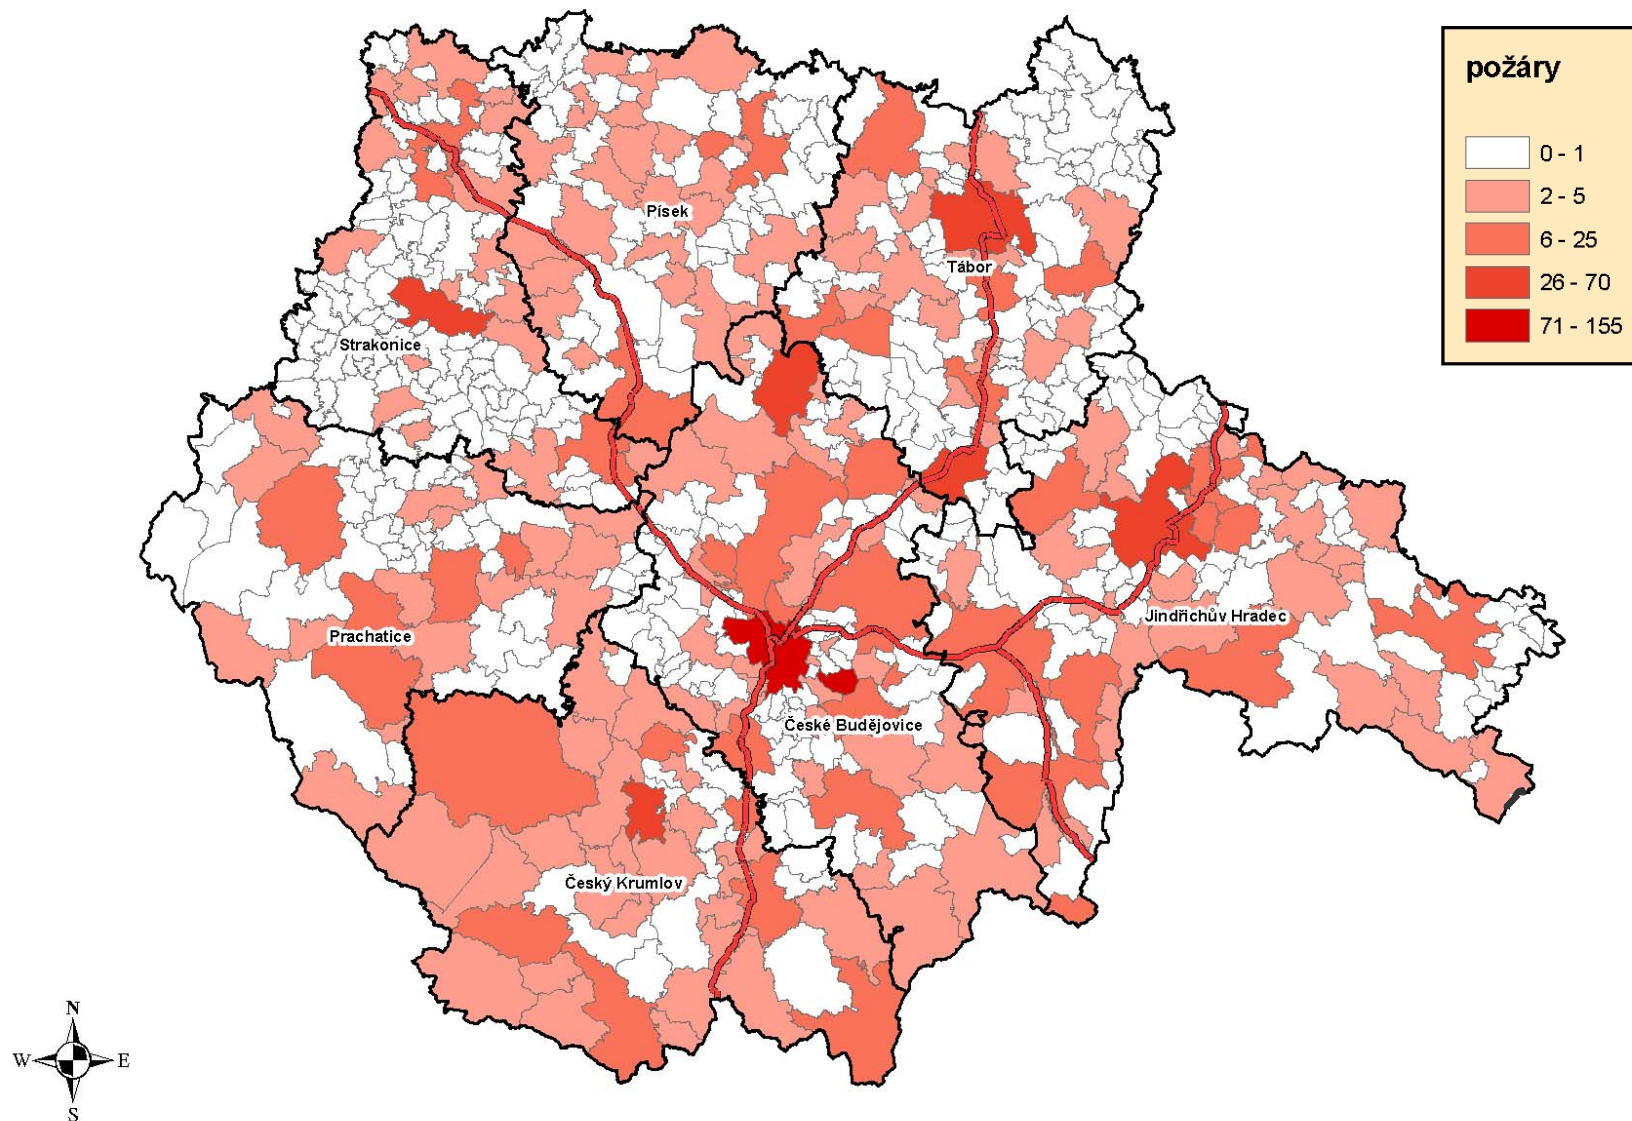 požáry
0 - 1
2 - 5
6 - 25
26 - 70
71 - 155
Písek
Tábor
Strakonice
Jindřichův Hradec
Prachatice
České Budějovice
Český Krumlov
N
W E
S